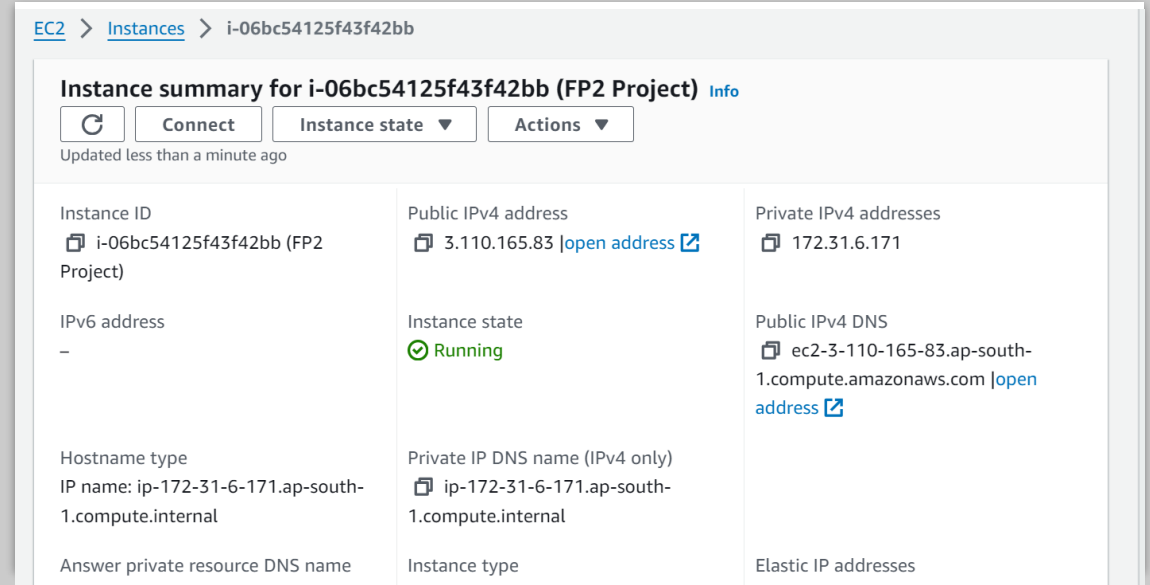 EC2 > Instances > i-06bc54125f43f42bb
Instance summary for i-06bc54125f43f42bb (FP2 Project) Info
Connect Instance state ▼ Actions ▼
Updated less than a minute ago
Instance ID
i-06bc54125f43f42bb (FP2
Project)
Public IPv4 address
3.110.165.83 |open address
Private IPv4 addresses
172.31.6.171
IPv6 address
–
Instance state
Running
Public IPv4 DNS
ec2-3-110-165-83.ap-south-
1.compute.amazonaws.com |open
address
Hostname type
IP name: ip-172-31-6-171.ap-south-
1.compute.internal
Private IP DNS name (IPv4 only)
ip-172-31-6-171.ap-south-
1.compute.internal
Answer private resource DNS name
Instance type
Elastic IP addresses